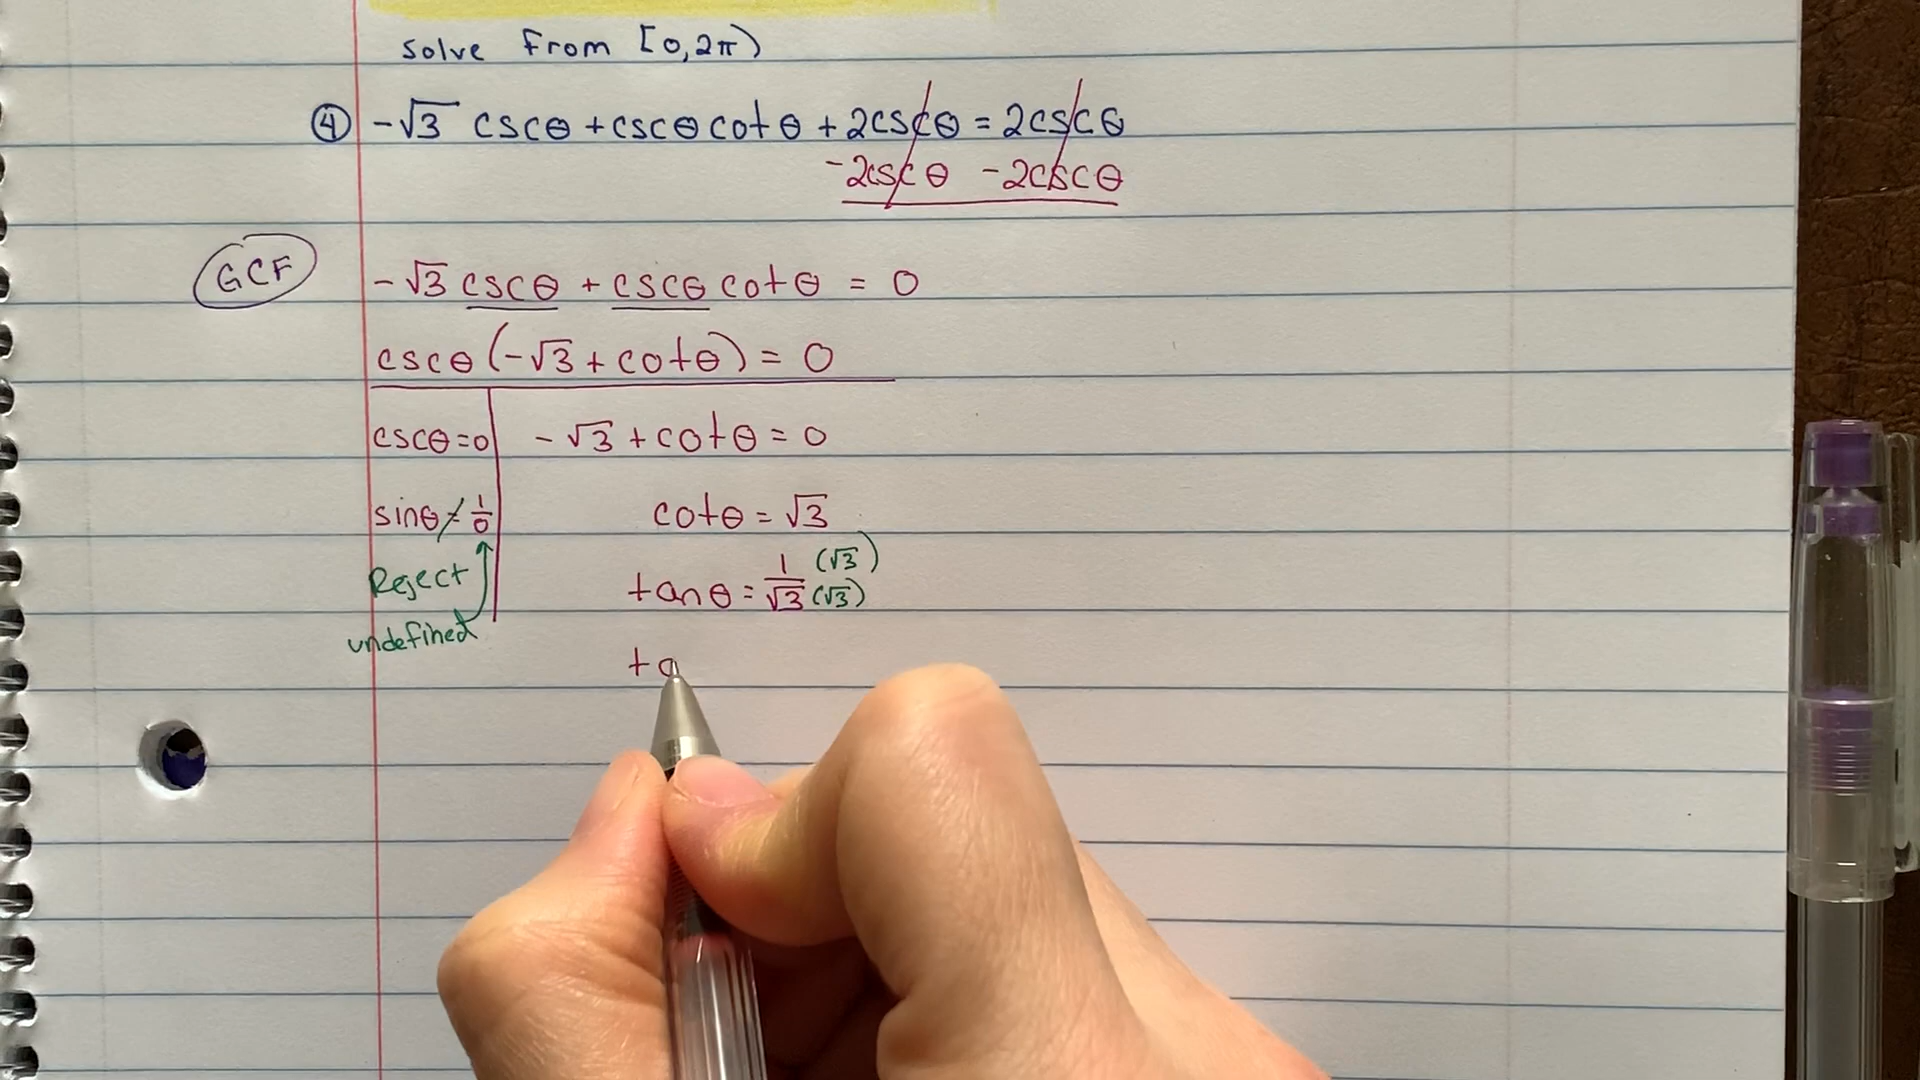 solve from [0,2π)
④ -√3 cscθ + cscθ cotθ + 2cscθ = 2cscθ
-2cscθ -2cscθ
GCF
-√3 cscθ + cscθ cotθ = 0
cscθ(-√3 + cotθ) = 0
cscθ=0 -√3 + cotθ = 0
sinθ≠1/0 cotθ = √3
Reject tanθ = 1/√3 (√3)/(√3)
undefined
ta